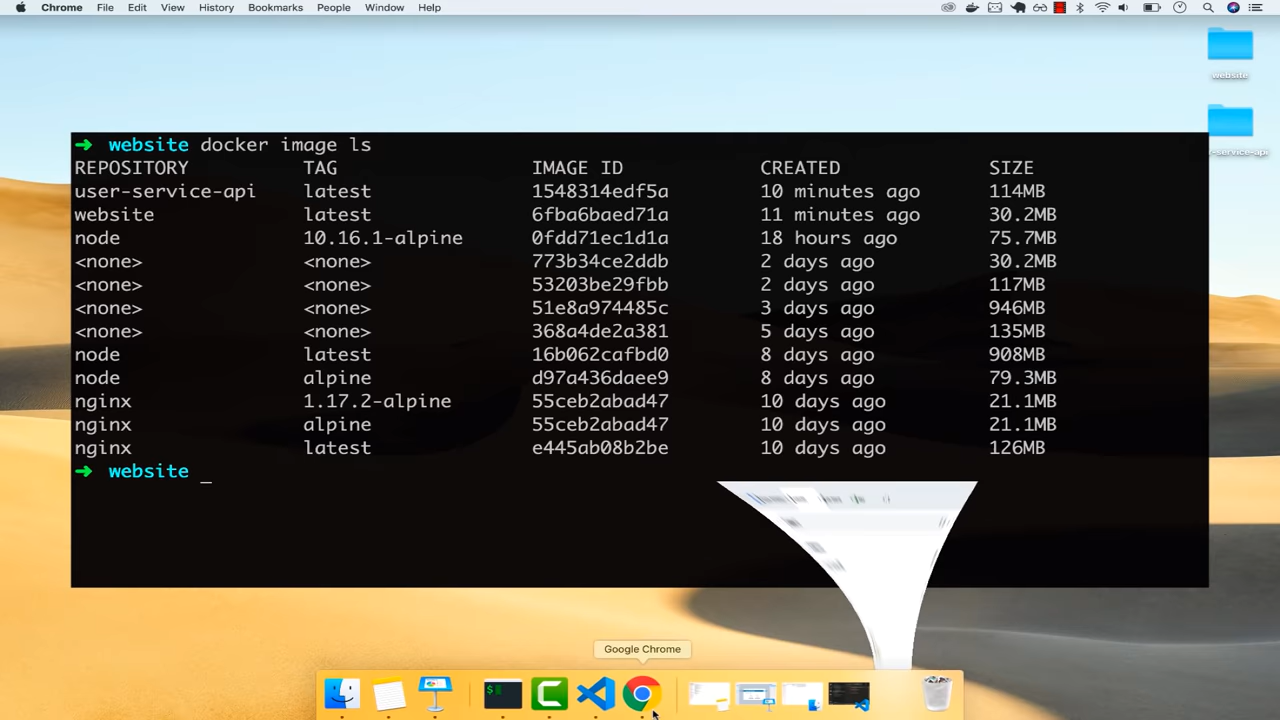 Chrome File Edit View History Bookmarks People Window Help
website
r-service-api
➜ website docker image ls
REPOSITORY TAG IMAGE ID CREATED SIZE
user-service-api latest 1548314edf5a 10 minutes ago 114MB
website latest 6fba6baed71a 11 minutes ago 30.2MB
node 10.16.1-alpine 0fdd71ec1d1a 18 hours ago 75.7MB
<none> <none> 773b34ce2ddb 2 days ago 30.2MB
<none> <none> 53203be29fbb 2 days ago 117MB
<none> <none> 51e8a974485c 3 days ago 946MB
<none> <none> 368a4de2a381 5 days ago 135MB
node latest 16b062cafbd0 8 days ago 908MB
node alpine d97a436daee9 8 days ago 79.3MB
nginx 1.17.2-alpine 55ceb2abad47 10 days ago 21.1MB
nginx alpine 55ceb2abad47 10 days ago 21.1MB
nginx latest e445ab08b2be 10 days ago 126MB
➜ website _
Google Chrome